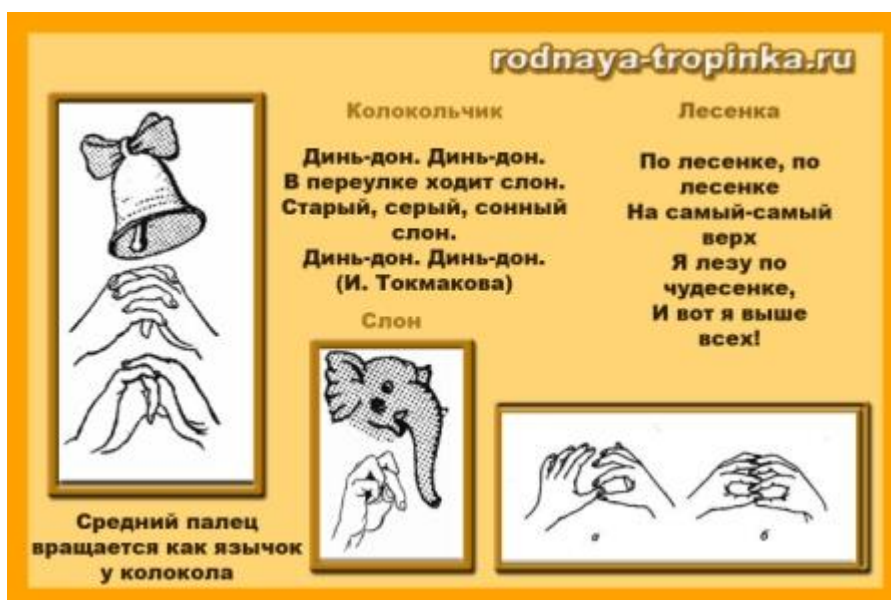 rodnaya-tropinka.ru
Колокольчик
Динь-дон. Динь-дон.
В переулке ходит слон.
Старый, серый, сонный
слон.
Динь-дон. Динь-дон.
(И. Токмакова)
Слон
Лесенка
По лесенке, по
лесенке
На самый-самый
верх
Я лезу по
чудесенке,
И вот я выше
всех!
Средний палец
вращается как язычок
у колокола
а
б